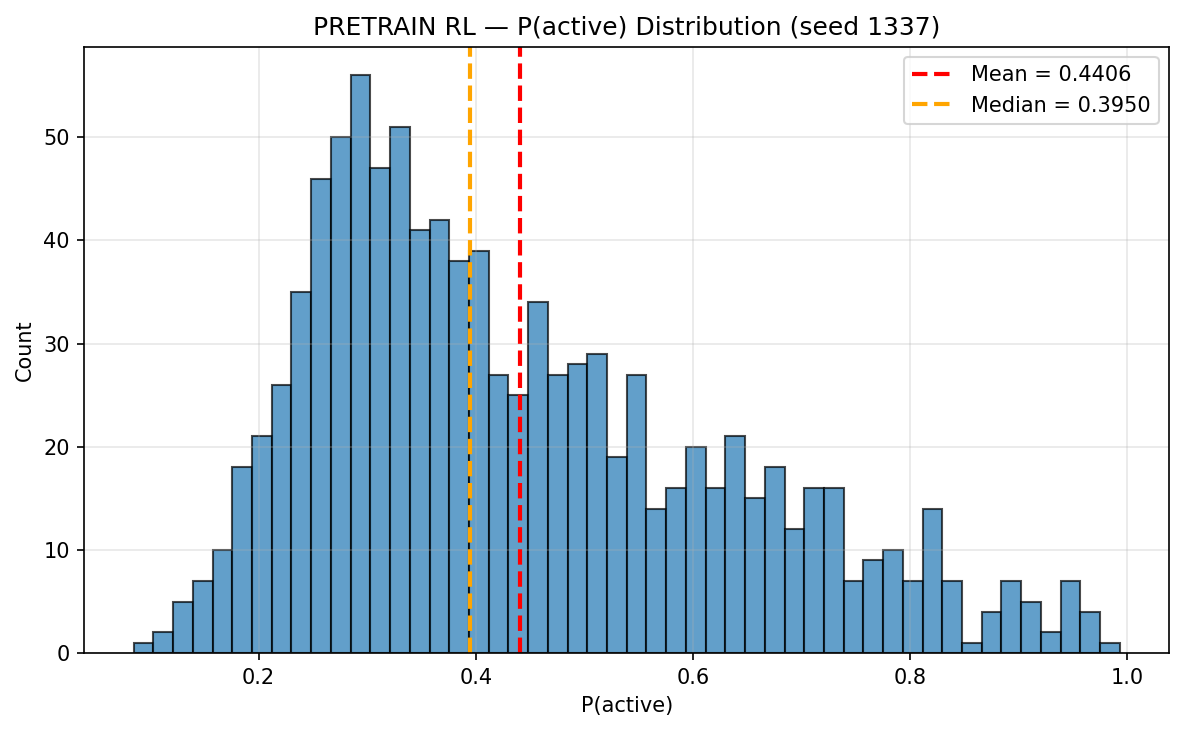 PRETRAIN RL — P(active) Distribution (seed 1337)
Mean = 0.4406
Median = 0.3950
Count
50
40
30
20
10
0
0.2 0.4 0.6 0.8 1.0
P(active)